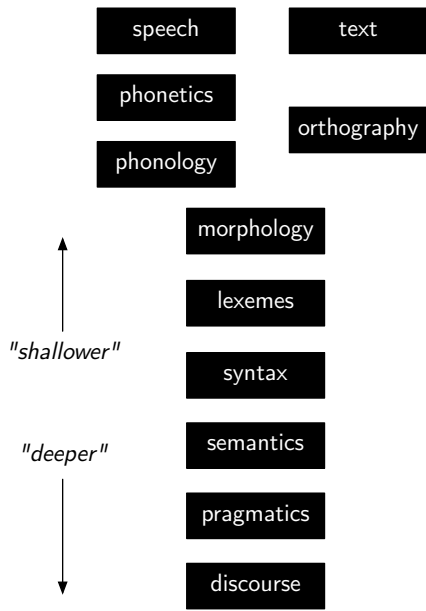 speech
text
phonetics
orthography
phonology
morphology
lexemes
"shallower"
syntax
semantics
"deeper"
pragmatics
discourse